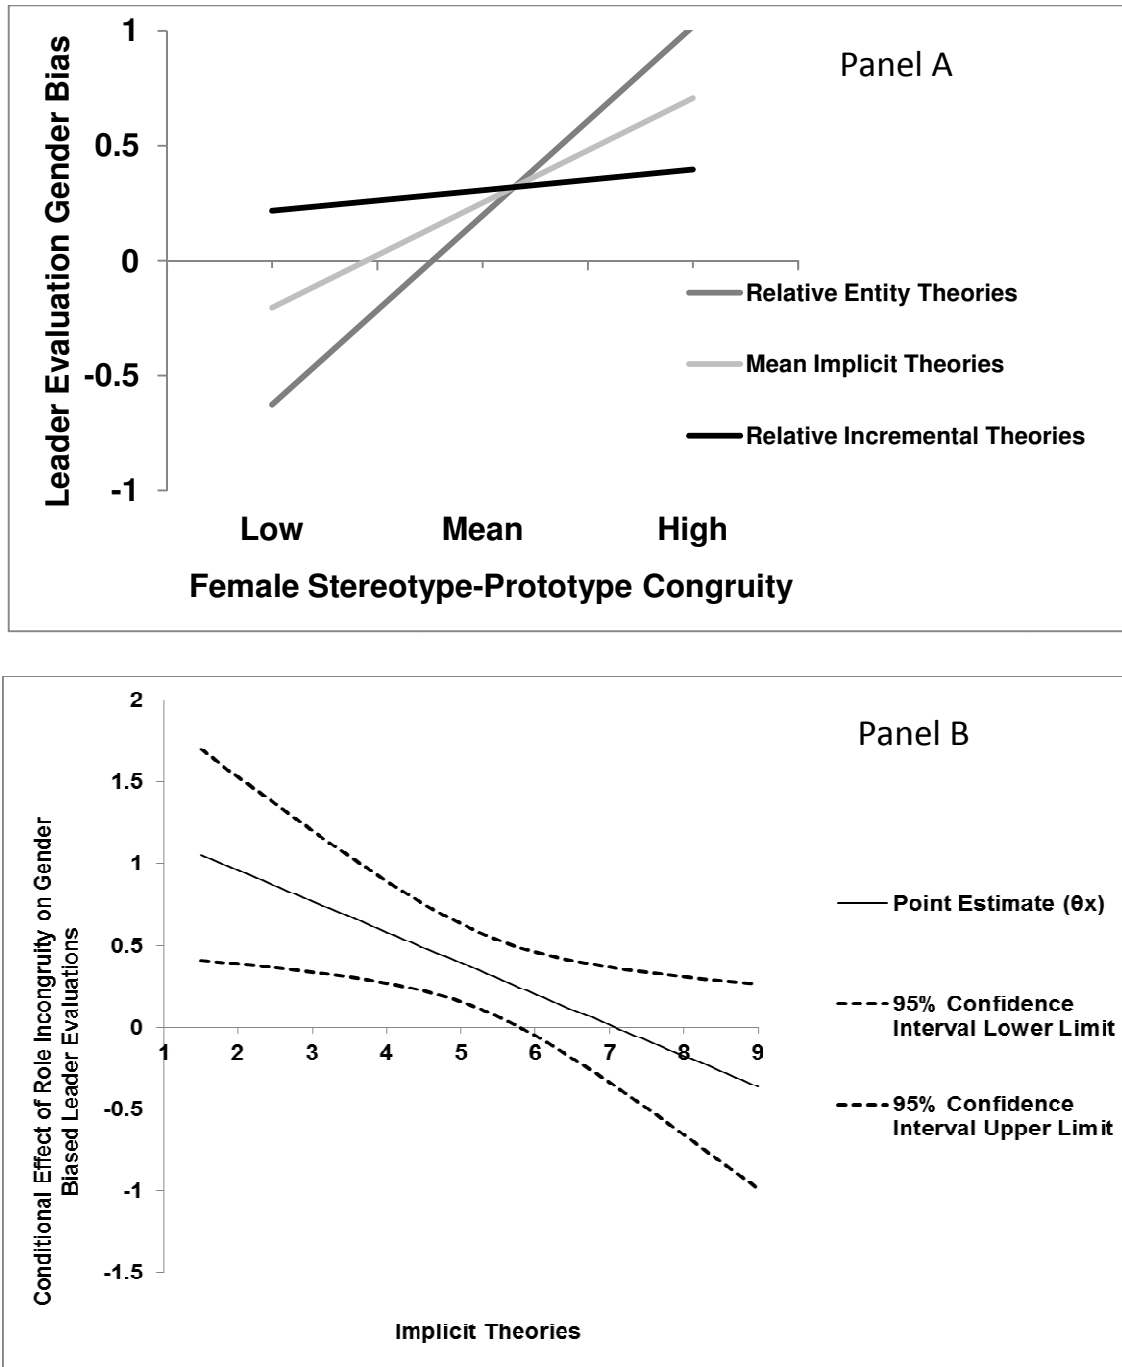 Panel A
Leader Evaluation Gender Bias
1
0.5
0
-0.5
-1
Relative Entity Theories
Mean Implicit Theories
Relative Incremental Theories
Low Mean High
Female Stereotype-Prototype Congruity
Panel B
Conditional Effect of Role Incongruity on Gender
Biased Leader Evaluations
2
1.5
1
0.5
0
-0.5
-1
-1.5
1 2 3 4 5 6 7 8 9
Point Estimate (θx)
95% Confidence
Interval Lower Limit
95% Confidence
Interval Upper Limit
Implicit Theories